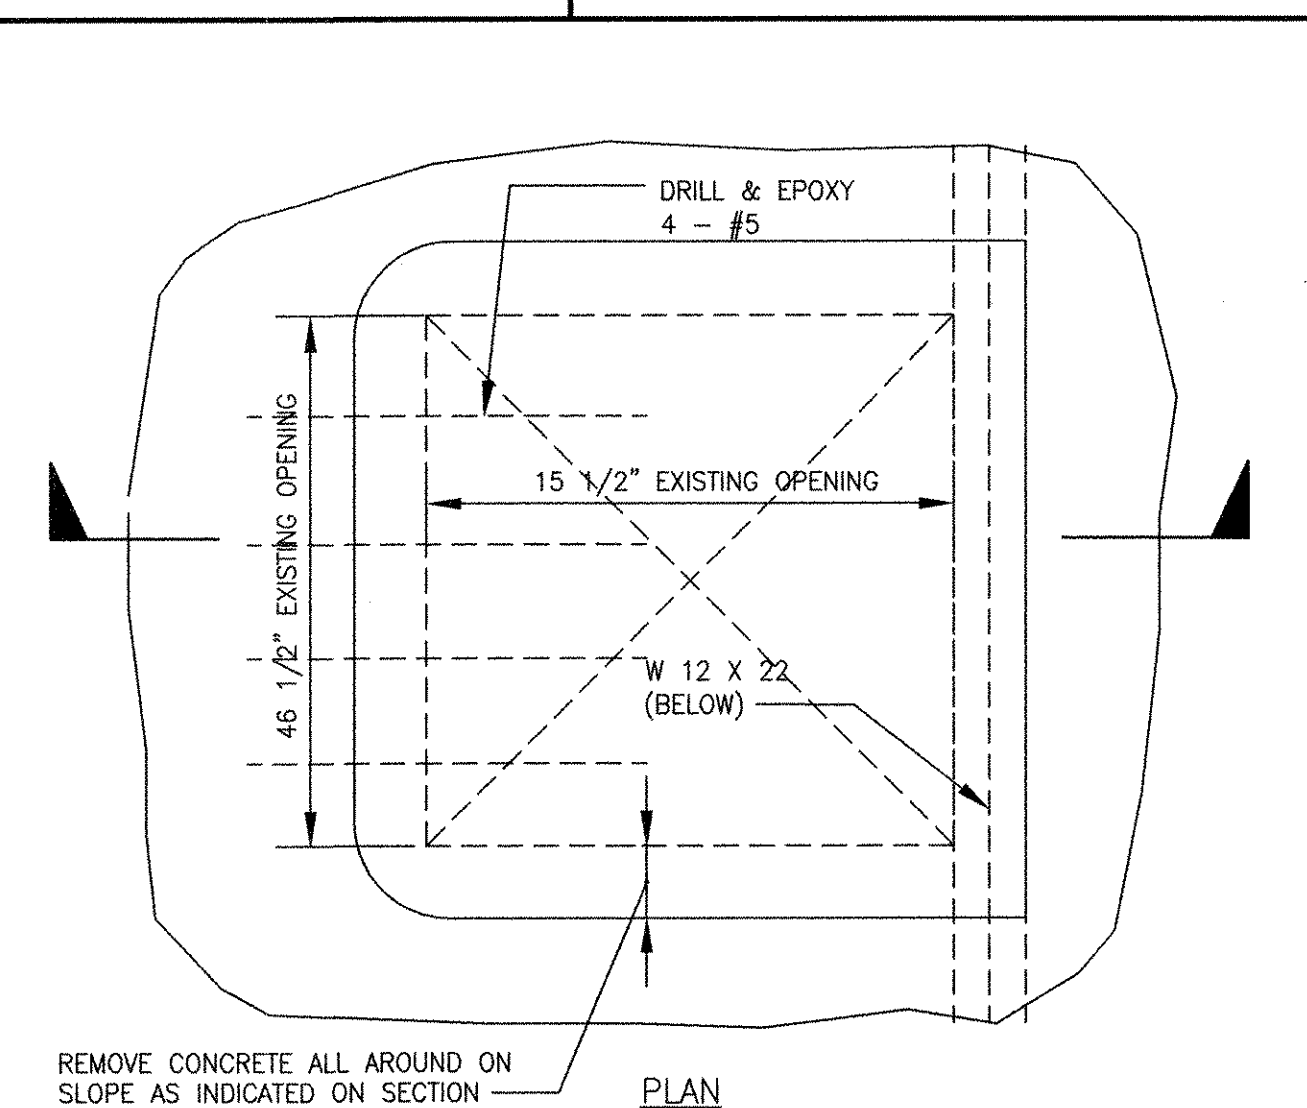 DRILL & EPOXY
4 - #5
15 1/2" EXISTING OPENING
46 1/2" EXISTING OPENING
W 12 X 22
(BELOW)
REMOVE CONCRETE ALL AROUND ON
SLOPE AS INDICATED ON SECTION
PLAN